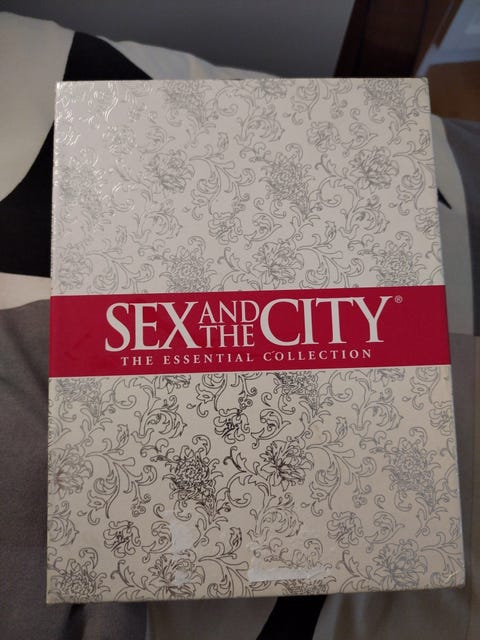 SEX AND THE CITY®
THE ESSENTIAL COLLECTION